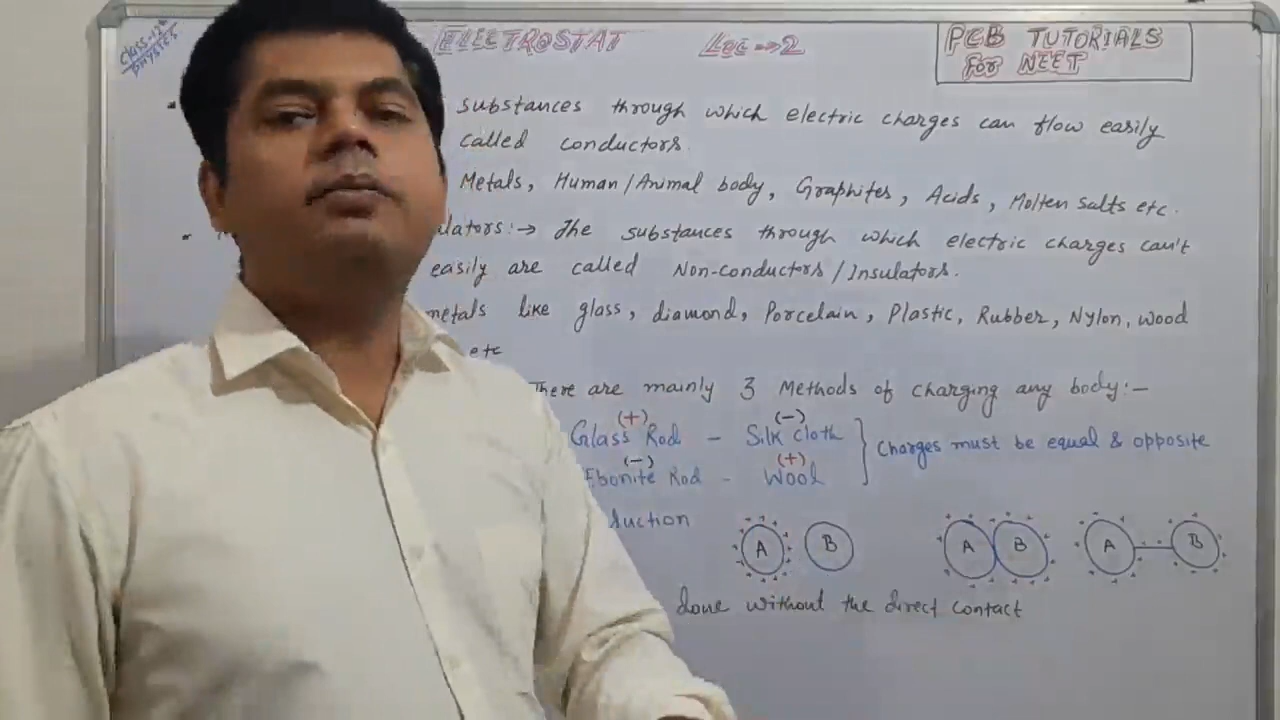 Class-12th
PHYSICS
ELECTROSTAT
Lec-2
PCB TUTORIALS
For NEET
substances through which electric charges can flow easily
called conductors.
Metals, Human/Animal body, Graphites, Acids, Molten salts etc.
ulators:→ The substances through which electric charges can't
easily are called Non-conductors/Insulators.
metals like glass, diamond, Porcelain, Plastic, Rubber, Nylon, wood
etc
There are mainly 3 Methods of charging any body:-
(+) (-)
Glass Rod - Silk cloth
Charges must be equal & opposite
(-) (+)
Ebonite Rod - Wool
duction
A B A B A B
done without the direct contact